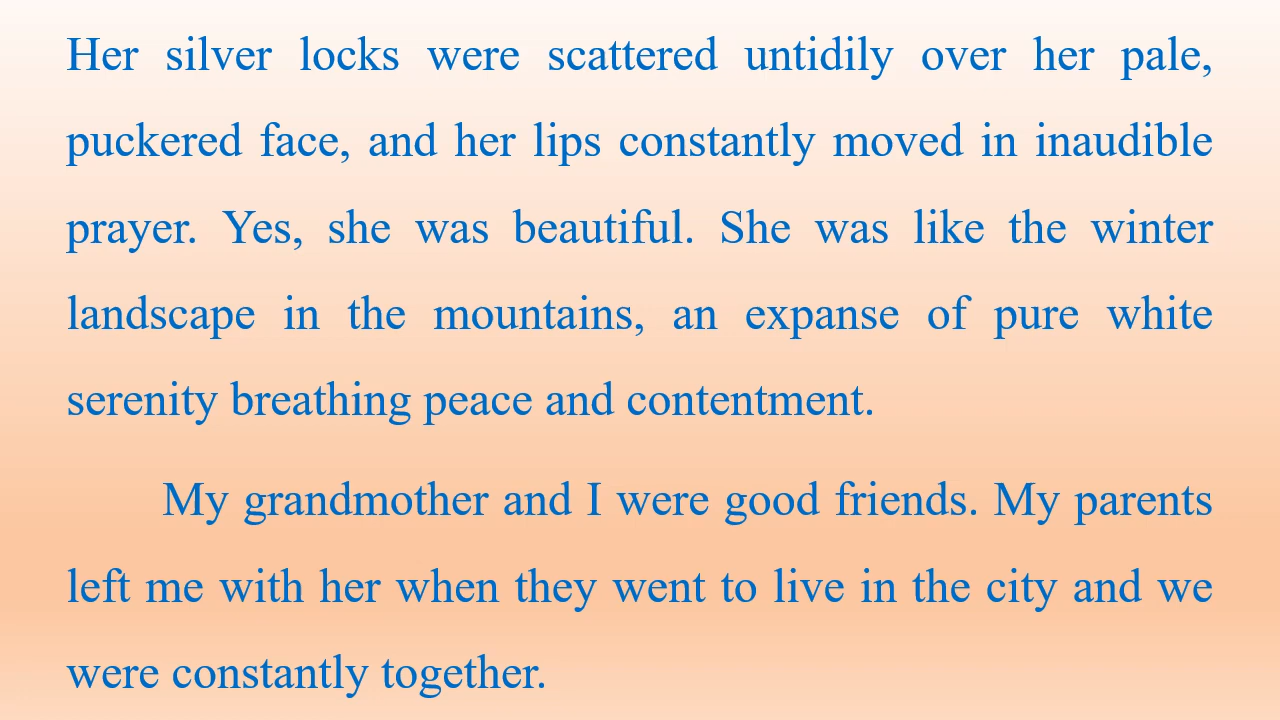 Her silver locks were scattered untidily over her pale,
puckered face, and her lips constantly moved in inaudible
prayer. Yes, she was beautiful. She was like the winter
landscape in the mountains, an expanse of pure white
serenity breathing peace and contentment.
My grandmother and I were good friends. My parents
left me with her when they went to live in the city and we
were constantly together.